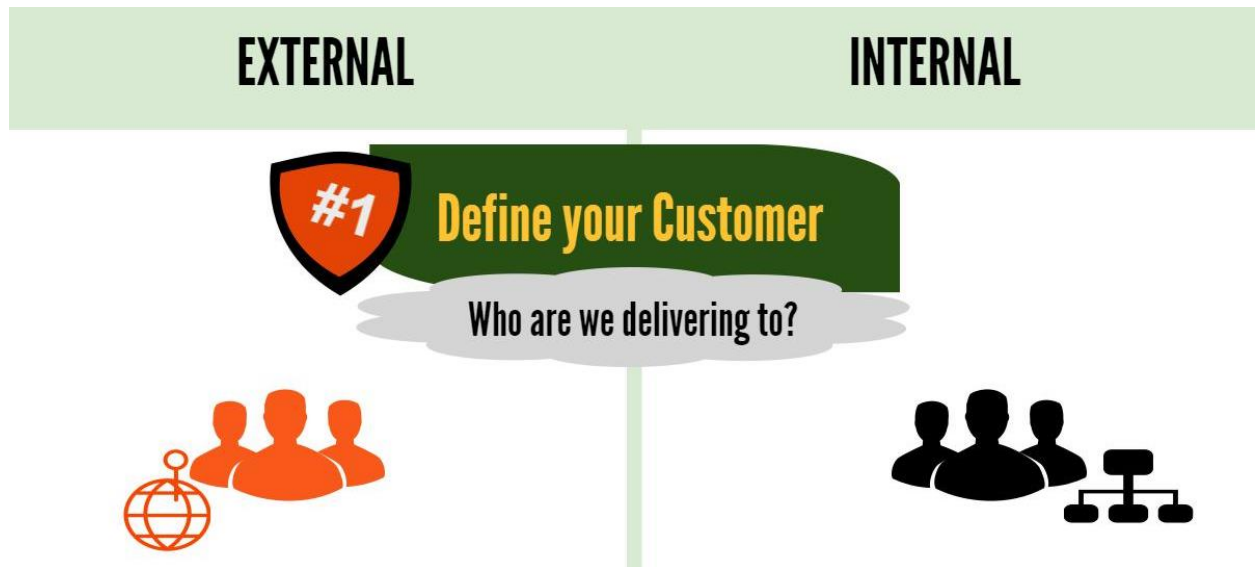 EXTERNAL
INTERNAL
#1
Define your Customer
Who are we delivering to?